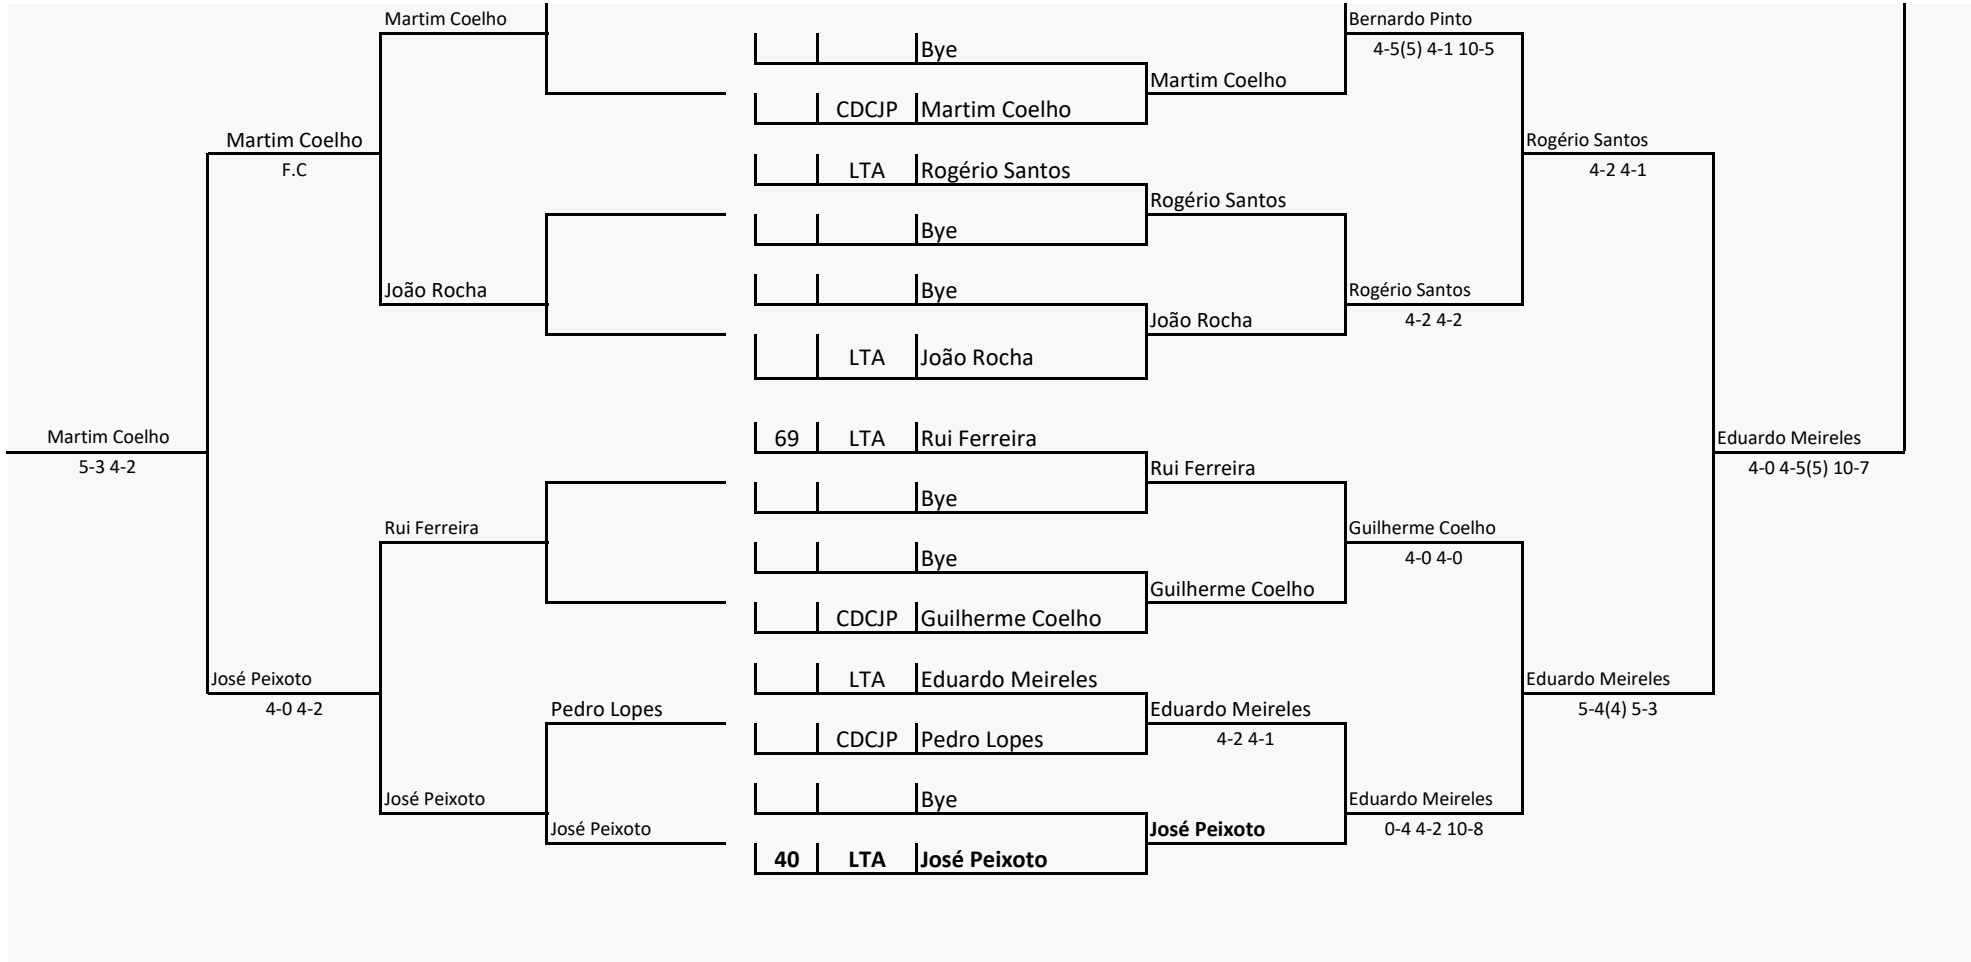 Martim Coelho
Bernardo Pinto
Bye
4-5(5) 4-1 10-5
Martim Coelho
CDCJP Martim Coelho
Martim Coelho
Rogério Santos
F.C
LTA Rogério Santos
4-2 4-1
Rogério Santos
Bye
João Rocha
Bye
Rogério Santos
João Rocha
4-2 4-2
LTA João Rocha
Martim Coelho
69 LTA Rui Ferreira
Eduardo Meireles
5-3 4-2
Rui Ferreira
4-0 4-5(5) 10-7
Bye
Rui Ferreira
Guilherme Coelho
Bye
4-0 4-0
Guilherme Coelho
CDCJP Guilherme Coelho
José Peixoto
LTA Eduardo Meireles
Eduardo Meireles
4-0 4-2
Pedro Lopes
Eduardo Meireles
5-4(4) 5-3
CDCJP Pedro Lopes
4-2 4-1
José Peixoto
Bye
Eduardo Meireles
José Peixoto
José Peixoto
0-4 4-2 10-8
40 LTA José Peixoto